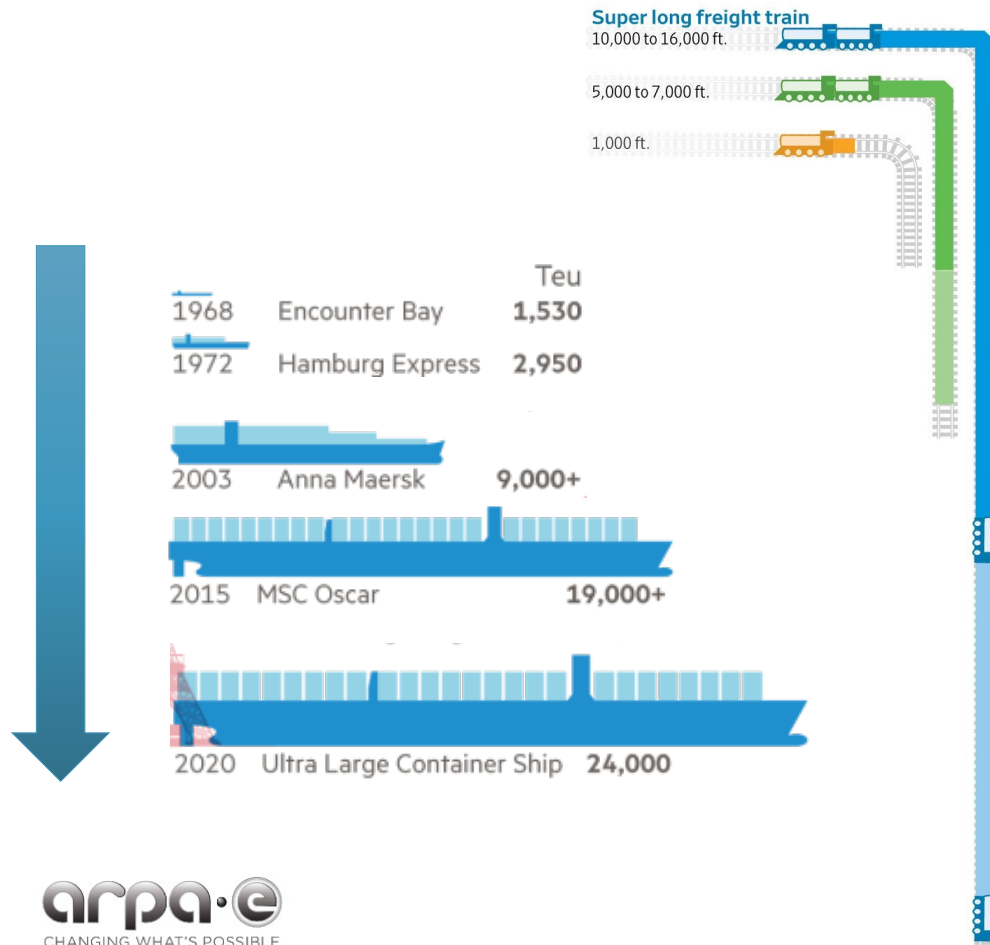 Super long freight train
10,000 to 16,000 ft.
5,000 to 7,000 ft.
1,000 ft.
Teu
1968 Encounter Bay 1,530
1972 Hamburg Express 2,950
2003 Anna Maersk 9,000+
2015 MSC Oscar 19,000+
2020 Ultra Large Container Ship 24,000
arpa·e
CHANGING WHAT'S POSSIBLE